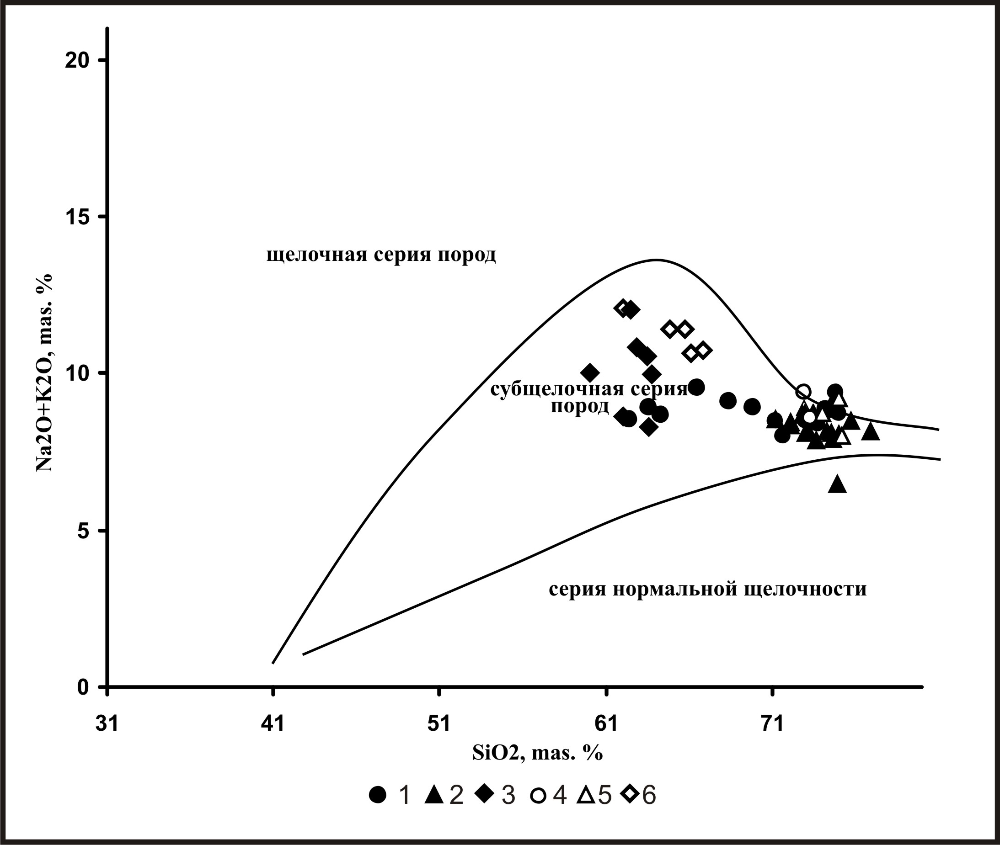 20
15
10
5
0
Na2O+K2O, mas. %
щелочная серия пород
субщелочная серия
пород
серия нормальной щелочности
31 41 51 61 71
SiO2, mas. %
1 2 3 4 5 6